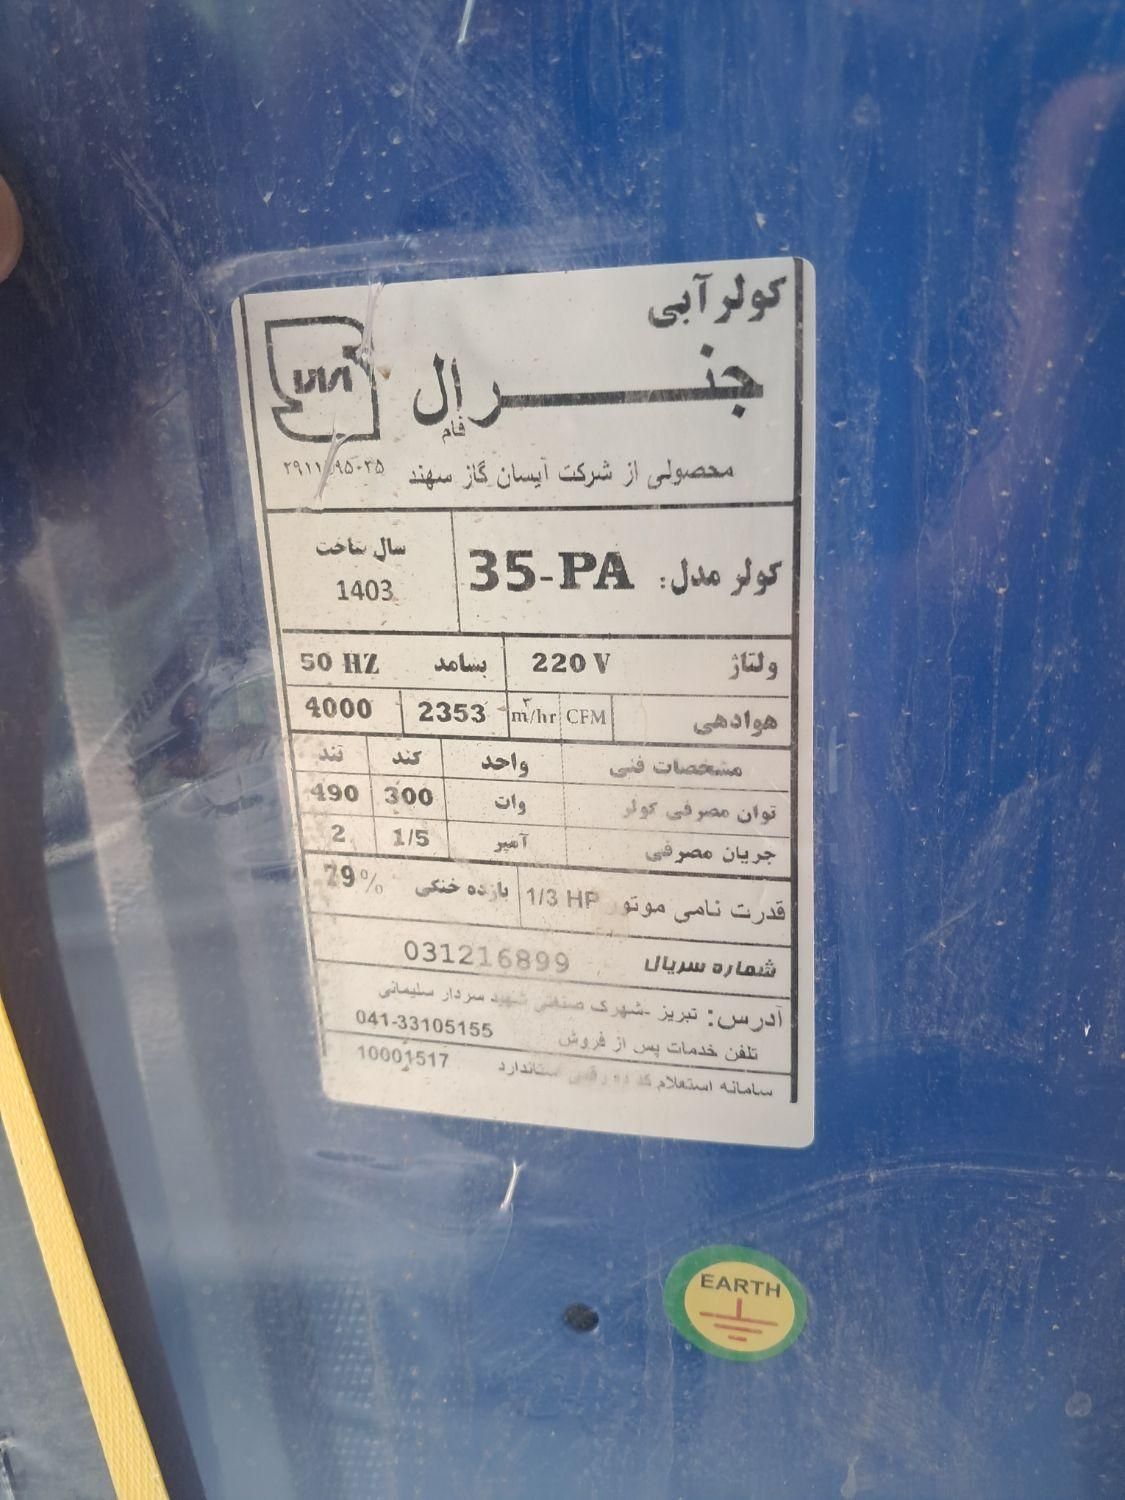 کولر آبی
جنرال
فام
محصولی از شرکت آیسان گاز سهند
کولر مدل: 35-PA
سال ساخت
1403
ولتاژ 220 V بسامد 50 HZ
هوادهی CFM m³/hr 2353 4000
مشخصات فنی واحد کند تند
توان مصرفی کولر وات 300 490
جریان مصرفی آمپر 1/5 2
قدرت نامی موتور 1/3 HP بازده خنکی 79%
شماره سریال 031216899
آدرس: تبریز -شهرک صنعتی شهید سردار سلیمانی
تلفن خدمات پس از فروش 041-33105155
سامانه استعلام کد ده رقمی استاندارد 10001517
EARTH